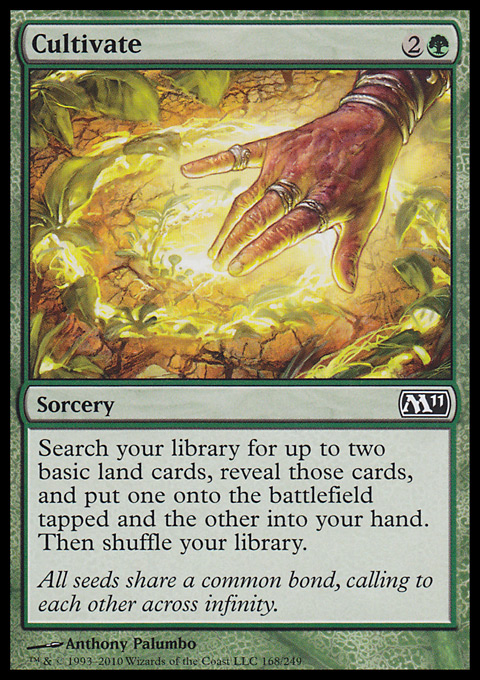 Cultivate 2
Sorcery M11
Search your library for up to two
basic land cards, reveal those cards,
and put one onto the battlefield
tapped and the other into your hand.
Then shuffle your library.
All seeds share a common bond, calling to
each other across infinity.
Anthony Palumbo
™ & © 1993–2010 Wizards of the Coast LLC 168/249